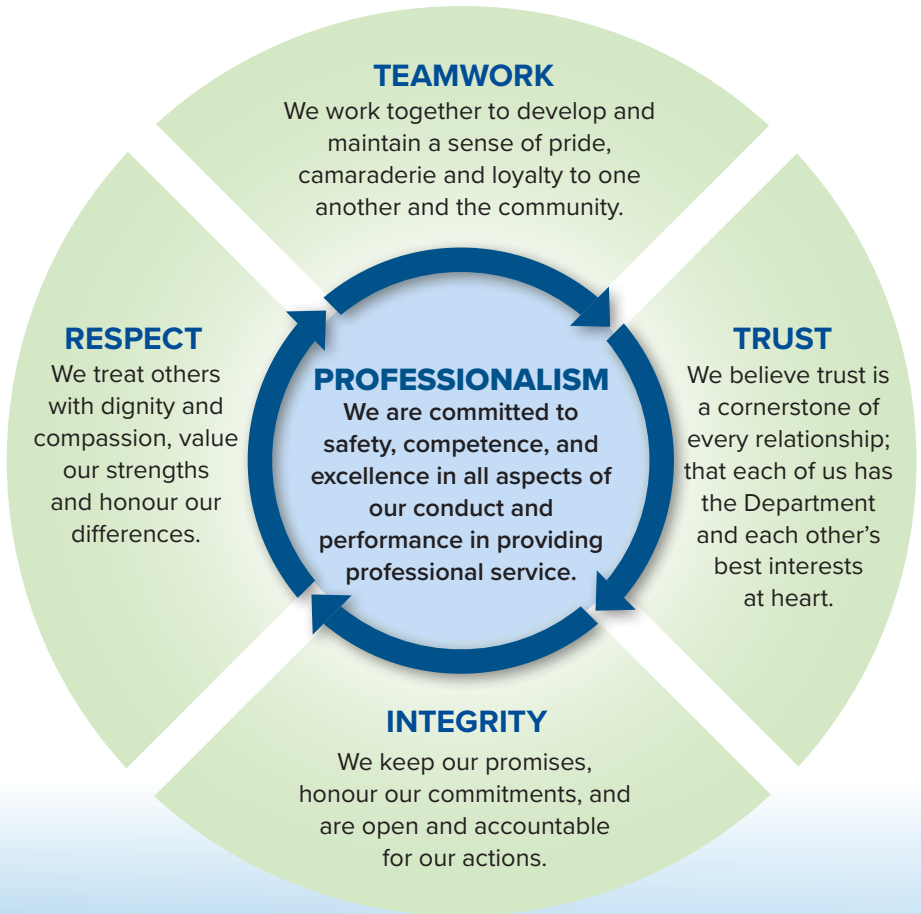 TEAMWORK
We work together to develop and
maintain a sense of pride,
camaraderie and loyalty to one
another and the community.
RESPECT
We treat others
with dignity and
compassion, value
our strengths
and honour our
differences.
PROFESSIONALISM
We are committed to
safety, competence, and
excellence in all aspects of
our conduct and
performance in providing
professional service.
TRUST
We believe trust is
a cornerstone of
every relationship;
that each of us has
the Department
and each other’s
best interests
at heart.
INTEGRITY
We keep our promises,
honour our commitments, and
are open and accountable
for our actions.